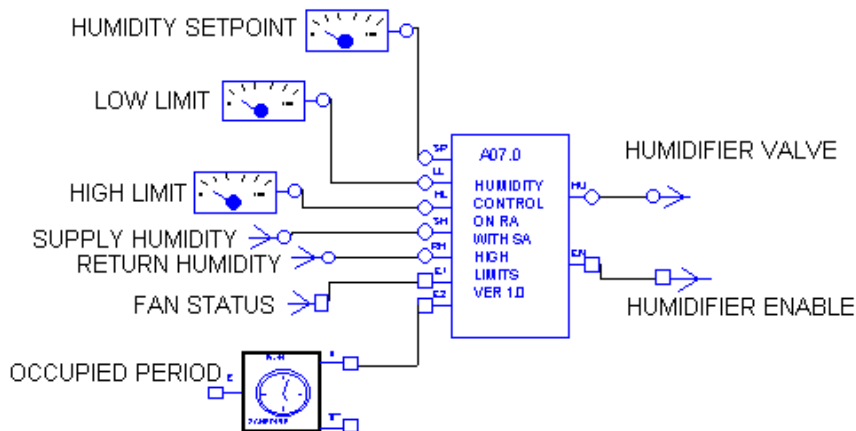 HUMIDITY SETPOINT
LOW LIMIT
HIGH LIMIT
SUPPLY HUMIDITY
RETURN HUMIDITY
FAN STATUS
OCCUPIED PERIOD
E
SP
LL
HL
SH
RH
E1
E2
A07.0
HUMIDITY
CONTROL
ON RA
WITH SA
HIGH
LIMITS
VER 1.0
HU
EN
HUMIDIFIER VALVE
HUMIDIFIER ENABLE